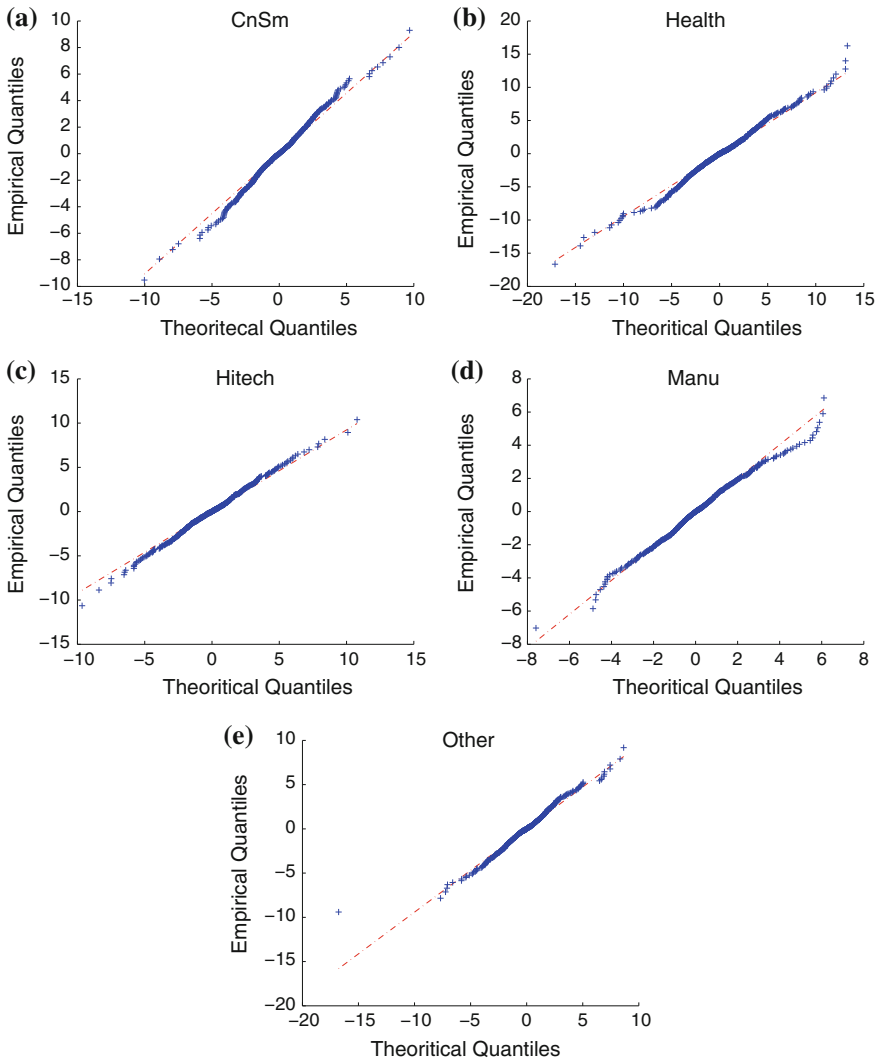 (a) CnSm
10
8
6
4
2
0
−2
−4
−6
−8
−10
Empirical Quantiles
−15 −10 −5 0 5 10
Theoritecal Quantiles
(b) Health
20
15
10
5
0
−5
−10
−15
−20
Empirical Quantiles
−20 −15 −10 −5 0 5 10 15
Theoritical Quantiles
(c) Hitech
15
10
5
0
−5
−10
−15
Empirical Quantiles
−10 −5 0 5 10 15
Theoritical Quantiles
(d) Manu
8
6
4
2
0
−2
−4
−6
−8
Empirical Quantiles
−8 −6 −4 −2 0 2 4 6 8
Theoritical Quantiles
(e) Other
10
5
0
−5
−10
−15
−20
Empirical Quantiles
−20 −15 −10 −5 0 5 10
Theoritical Quantiles